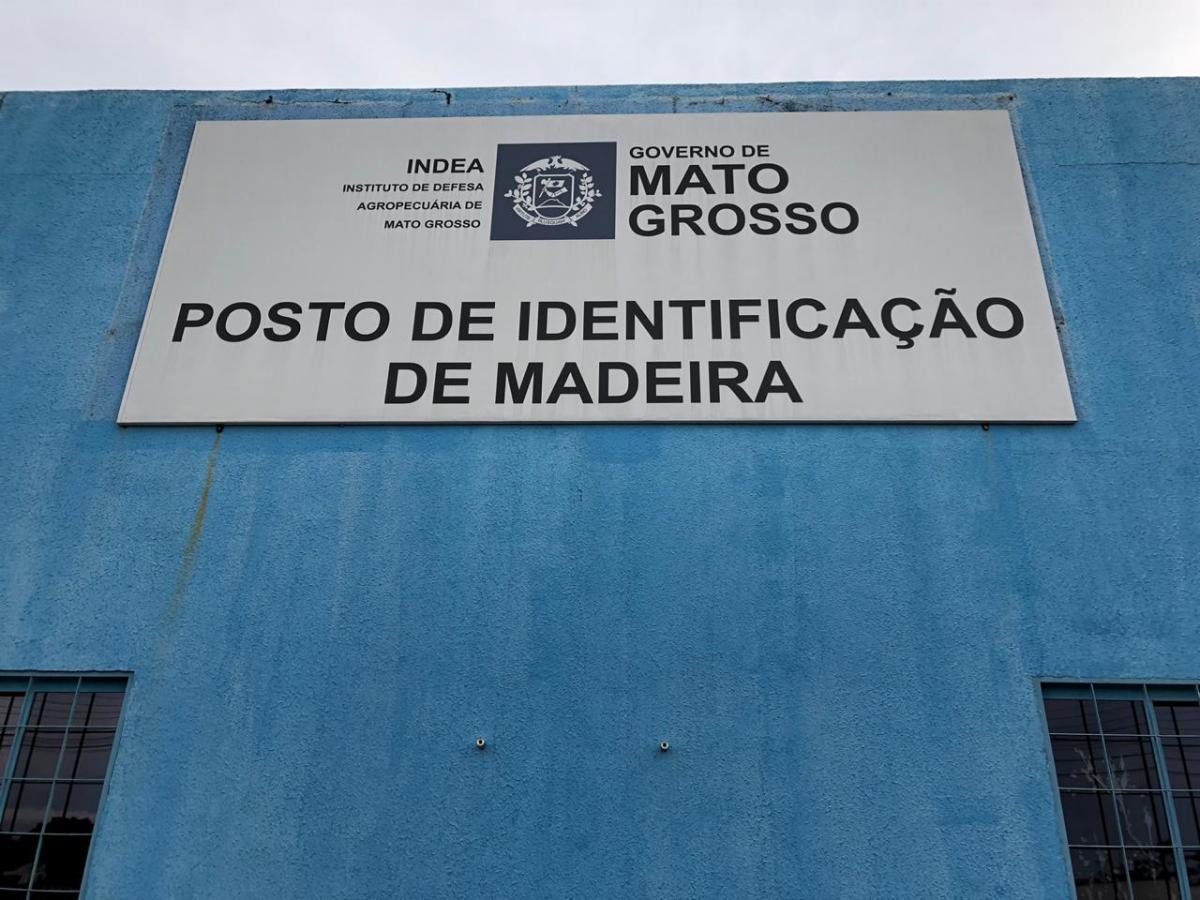 INDEA
INSTITUTO DE DEFESA
AGROPECUÁRIA DE
MATO GROSSO
GOVERNO DE
MATO
GROSSO
POSTO DE IDENTIFICAÇÃO
DE MADEIRA